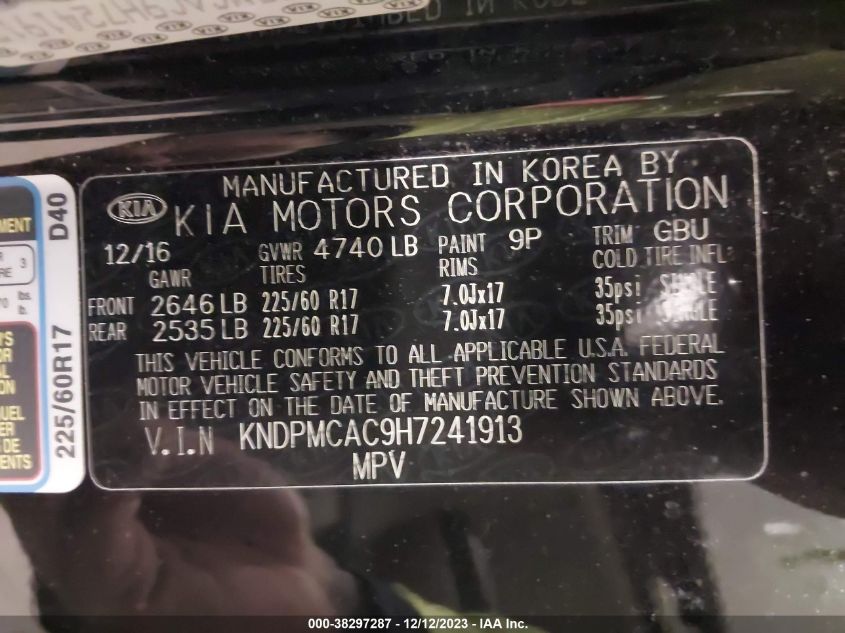 MANUFACTURED IN KOREA BY
KIA KIA MOTORS CORPORATION
12/16 GVWR 4740 LB PAINT 9P TRIM GBU
GAWR TIRES RIMS COLD TIRE INFL:
FRONT 2646 LB 225/60 R17 7.0Jx17 35psi SINGLE
REAR 2535 LB 225/60 R17 7.0Jx17 35psi SINGLE
THIS VEHICLE CONFORMS TO ALL APPLICABLE U.S.A. FEDERAL
MOTOR VEHICLE SAFETY AND THEFT PREVENTION STANDARDS
IN EFFECT ON THE DATE OF MANUFACTURE SHOWN ABOVE.
V.I.N KNDPMCAC9H7241913
MPV
225/60R17 D40
000-38297287 - 12/12/2023 - IAA Inc.